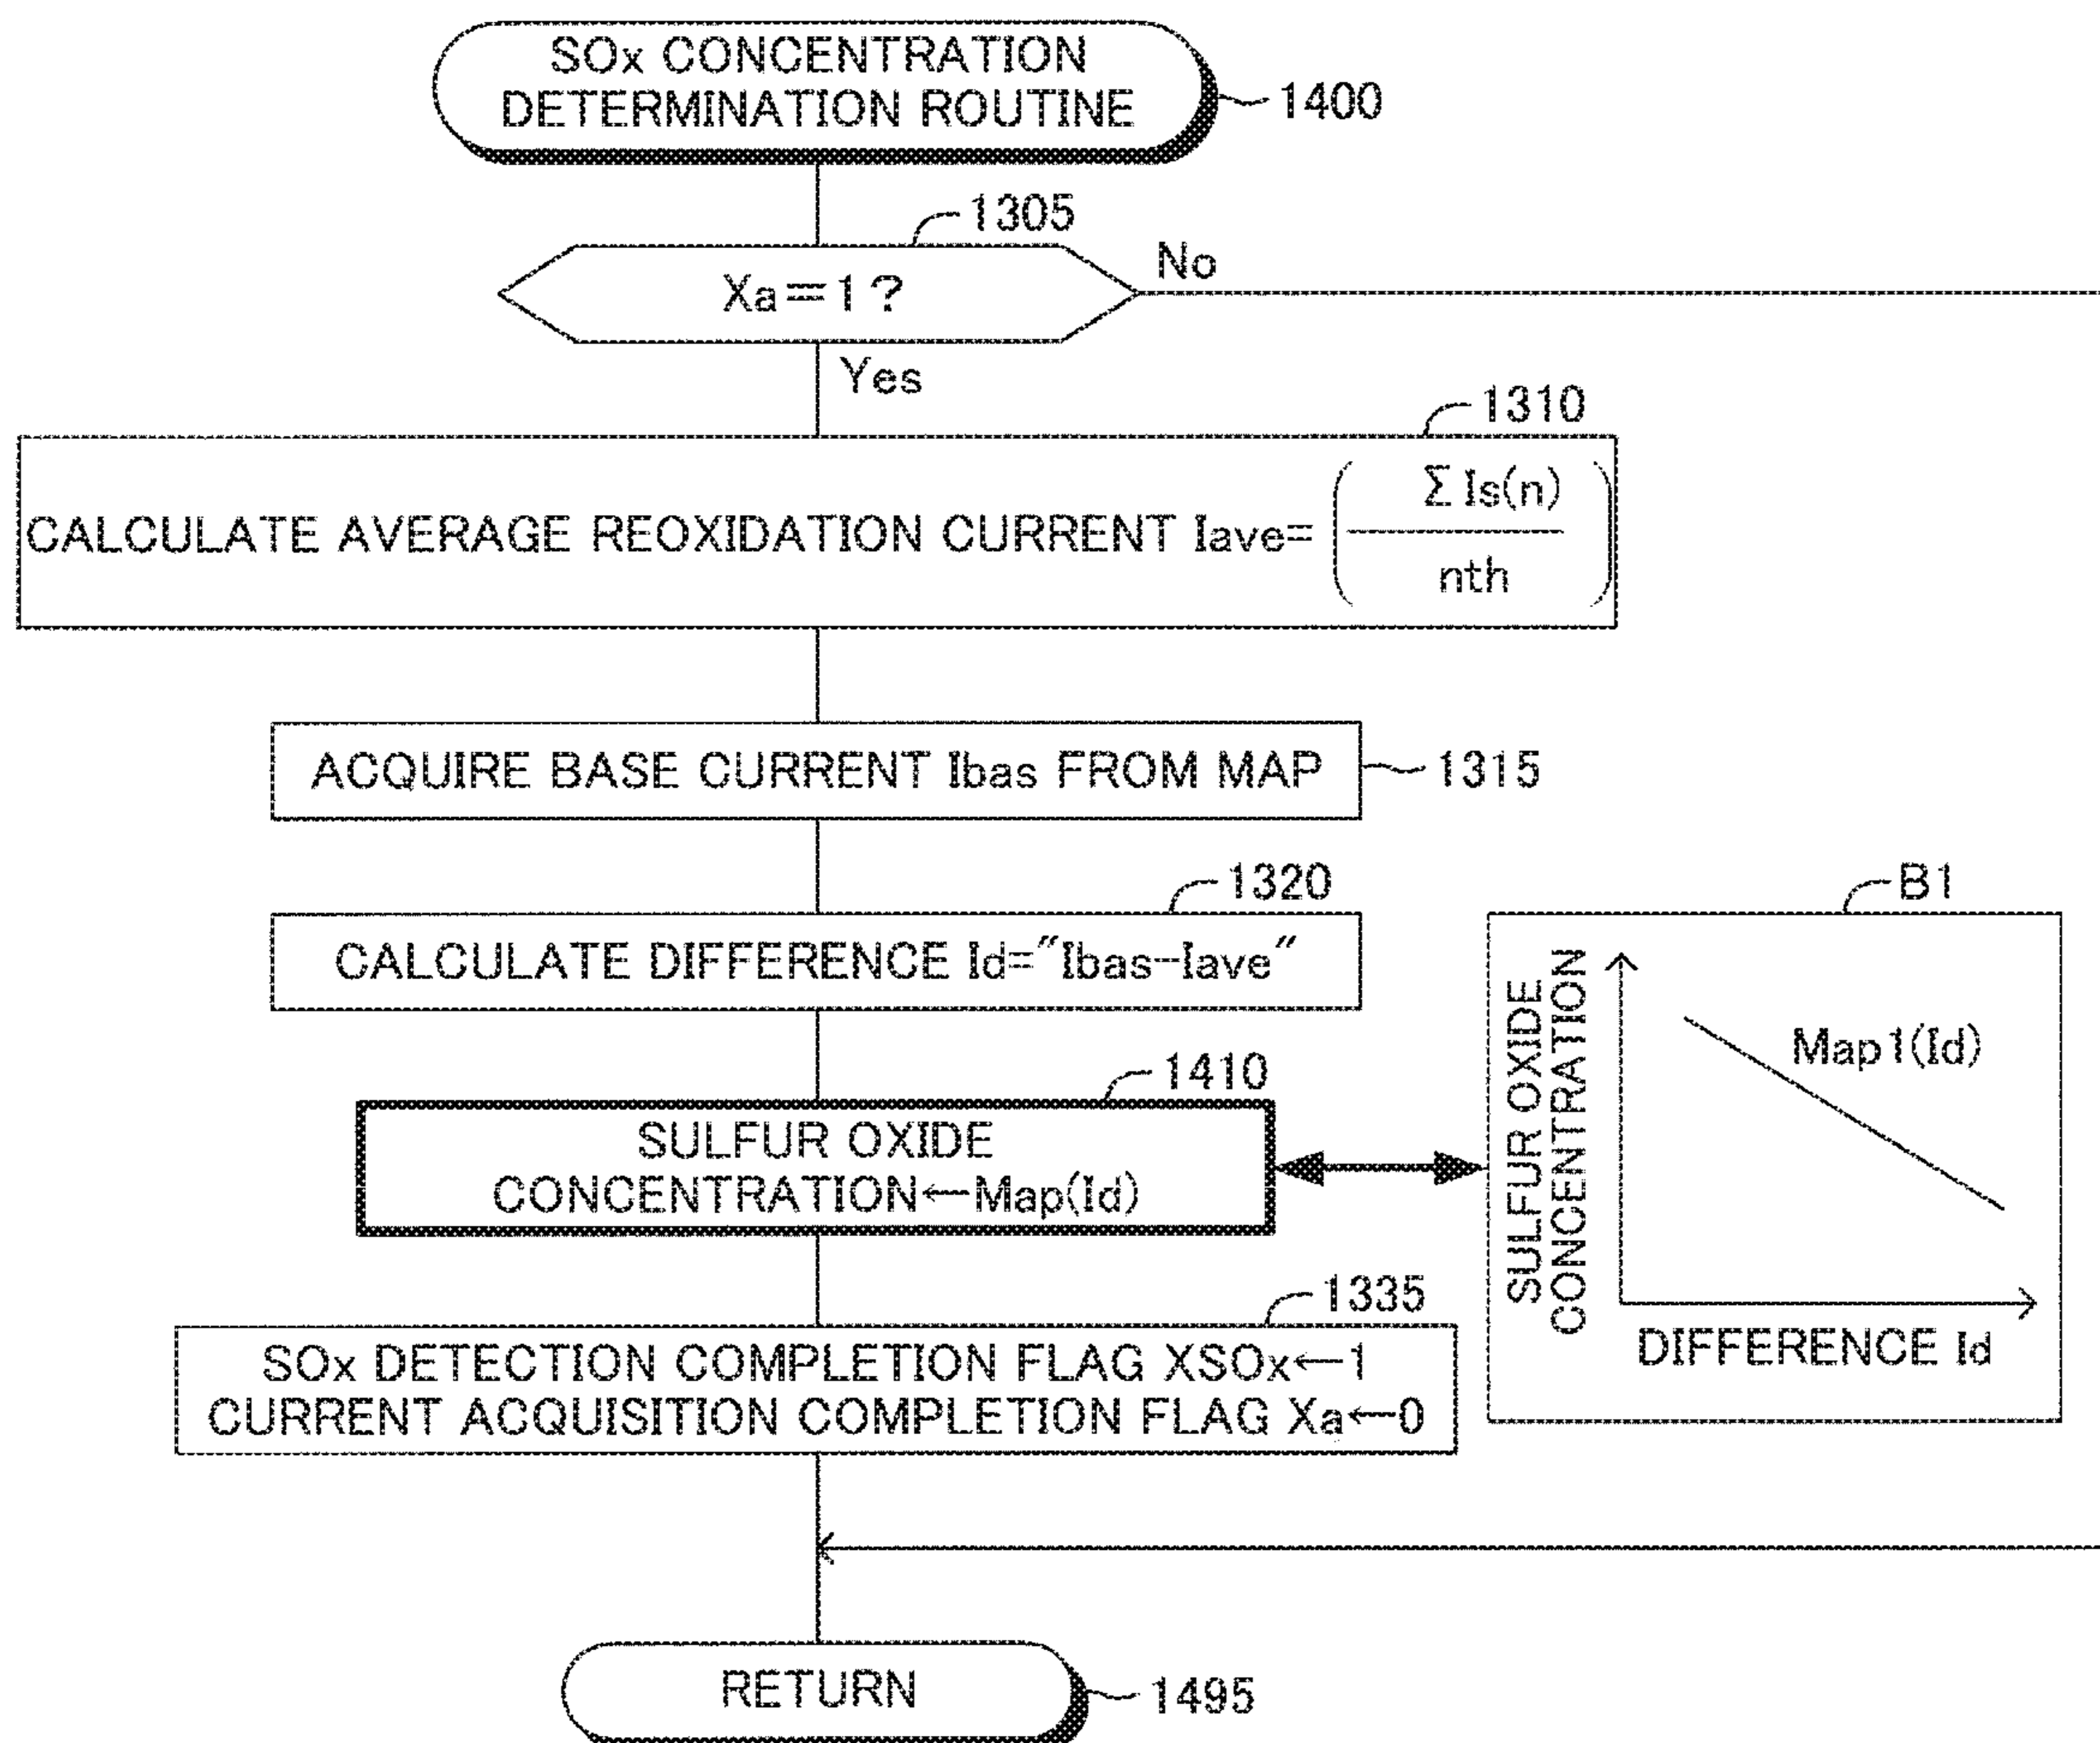 SOx CONCENTRATION
DETERMINATION ROUTINE
1400
1305
Xa=1?
No
Yes
1310
CALCULATE AVERAGE REOXIDATION CURRENT Iave= ( ΣIs(n)
nth )
ACQUIRE BASE CURRENT Ibas FROM MAP
1315
1320
CALCULATE DIFFERENCE Id="Ibas-Iave"
B1
SULFUR OXIDE
CONCENTRATION
Map1(Id)
DIFFERENCE Id
1410
SULFUR OXIDE
CONCENTRATION←Map(Id)
1335
SOx DETECTION COMPLETION FLAG XSOx←1
CURRENT ACQUISITION COMPLETION FLAG Xa←0
RETURN
1495